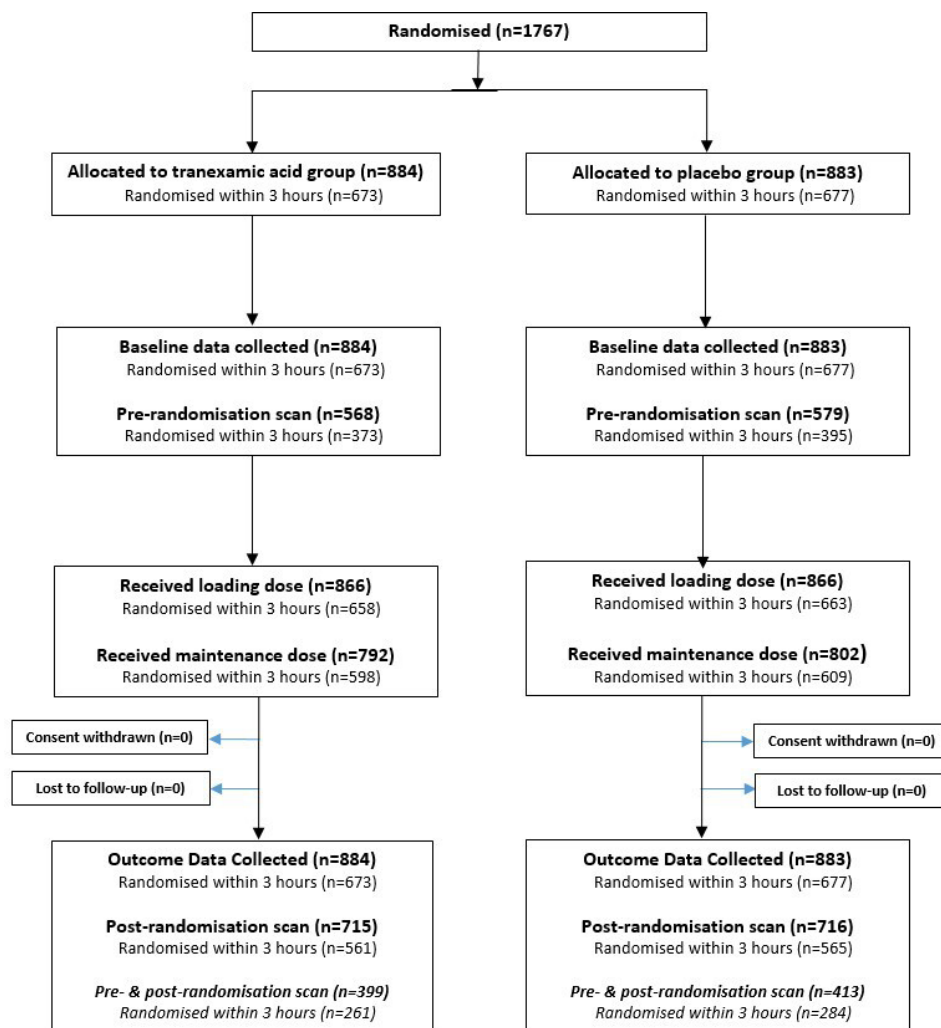 Randomised (n=1767)
Allocated to tranexamic acid group (n=884)
Randomised within 3 hours (n=673)
Allocated to placebo group (n=883)
Randomised within 3 hours (n=677)
Baseline data collected (n=884)
Randomised within 3 hours (n=673)
Pre-randomisation scan (n=568)
Randomised within 3 hours (n=373)
Baseline data collected (n=883)
Randomised within 3 hours (n=677)
Pre-randomisation scan (n=579)
Randomised within 3 hours (n=395)
Received loading dose (n=866)
Randomised within 3 hours (n=658)
Received maintenance dose (n=792)
Randomised within 3 hours (n=598)
Received loading dose (n=866)
Randomised within 3 hours (n=663)
Received maintenance dose (n=802)
Randomised within 3 hours (n=609)
Consent withdrawn (n=0)
Lost to follow-up (n=0)
Consent withdrawn (n=0)
Lost to follow-up (n=0)
Outcome Data Collected (n=884)
Randomised within 3 hours (n=673)
Post-randomisation scan (n=715)
Randomised within 3 hours (n=561)
Pre- & post-randomisation scan (n=399)
Randomised within 3 hours (n=261)
Outcome Data Collected (n=883)
Randomised within 3 hours (n=677)
Post-randomisation scan (n=716)
Randomised within 3 hours (n=565)
Pre- & post-randomisation scan (n=413)
Randomised within 3 hours (n=284)